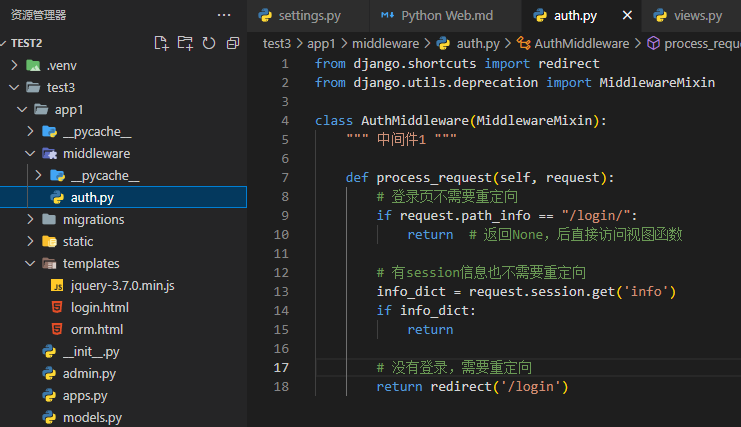 资源管理器
settings.py
Python Web.md
auth.py
views.py
TEST2
test3 > app1 > middleware > auth.py > AuthMiddleware > process_requ
.venv
test3
app1
__pycache__
middleware
__pycache__
auth.py
migrations
static
templates
jquery-3.7.0.min.js
login.html
orm.html
__init__.py
admin.py
apps.py
models.py
1 from django.shortcuts import redirect
2 from django.utils.deprecation import MiddlewareMixin
3
4 class AuthMiddleware(MiddlewareMixin):
5     """ 中间件1 """
6
7     def process_request(self, request):
8         # 登录页不需要重定向
9         if request.path_info == "/login/":
10             return  # 返回None，后直接访问视图函数
11
12         # 有session信息也不需要重定向
13         info_dict = request.session.get('info')
14         if info_dict:
15             return
16
17         # 没有登录，需要重定向
18         return redirect('/login')